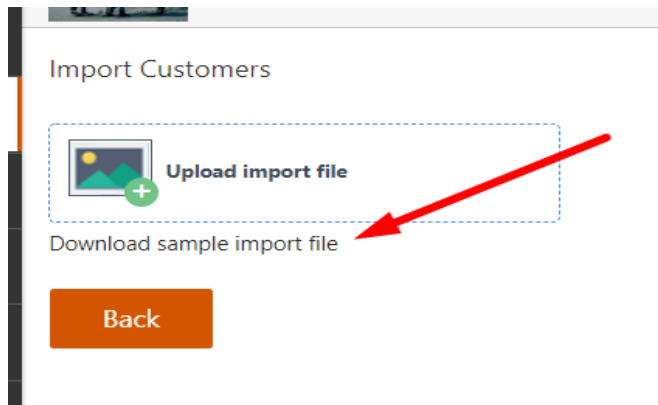 Import Customers
Upload import file
Download sample import file
Back